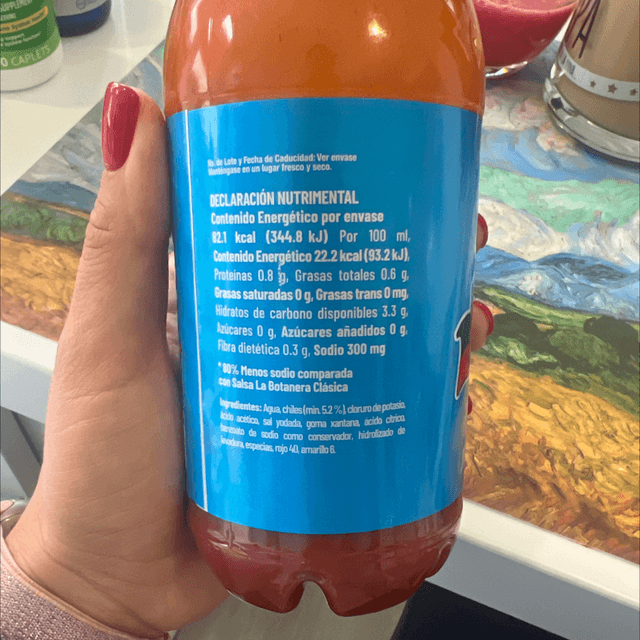 SUPPLEMENT
0 CAPLETS
No. de Lote y Fecha de Caducidad: Ver envase
Manténgase en un lugar fresco y seco.
DECLARACIÓN NUTRIMENTAL
Contenido Energético por envase
82.1 kcal (344.8 kJ) Por 100 ml,
Contenido Energético 22.2 kcal (93.2 kJ),
Proteínas 0.8 g, Grasas totales 0.6 g,
Grasas saturadas 0 g, Grasas trans 0 mg,
Hidratos de carbono disponibles 3.3 g,
Azúcares 0 g, Azúcares añadidos 0 g,
Fibra dietética 0.3 g, Sodio 300 mg
* 80% Menos sodio comparada
con Salsa La Botanera Clásica
Ingredientes: Agua, chiles (min. 5.2 %), cloruro de potasio,
ácido acético, sal yodada, goma xantana, ácido cítrico,
benzoato de sodio como conservador, hidrolizado de
levadura, especias, rojo 40, amarillo 6.